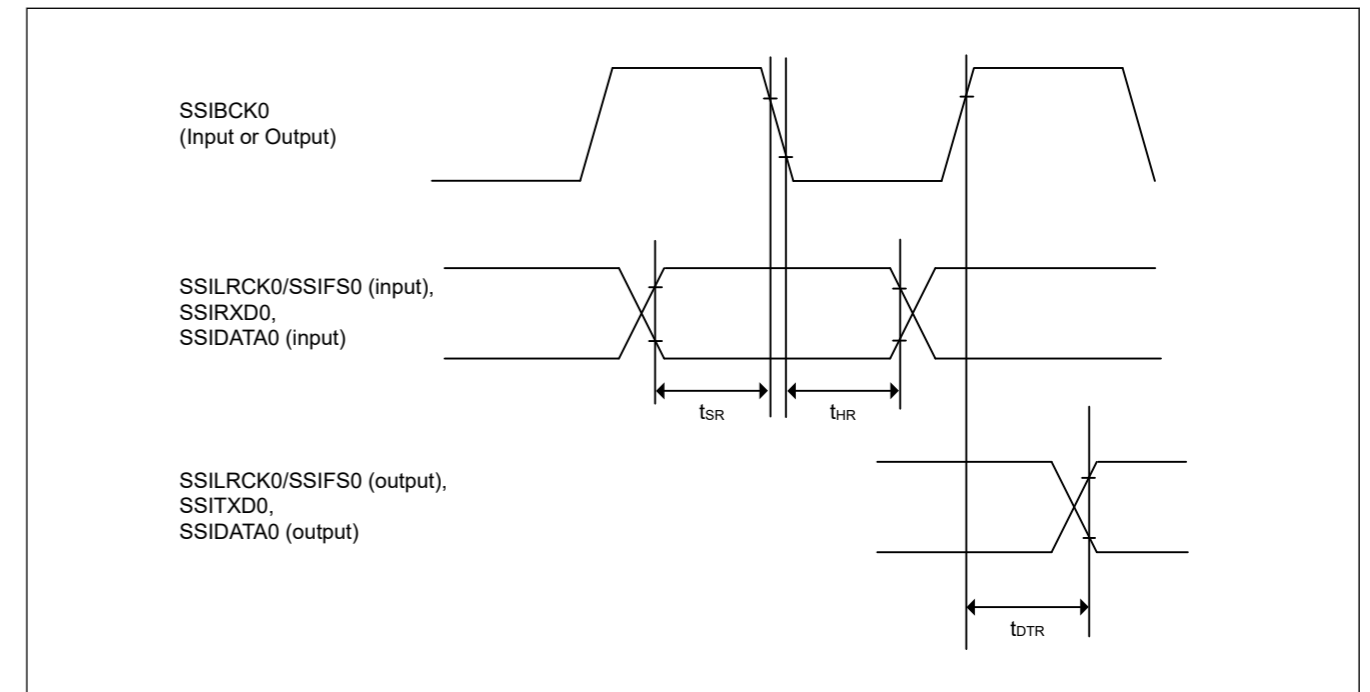 SSIBCK0
(Input or Output)
SSILRCK0/SSIFS0 (input),
SSIRXD0,
SSIDATA0 (input)
tSR
tHR
SSILRCK0/SSIFS0 (output),
SSITXD0,
SSIDATA0 (output)
tDTR